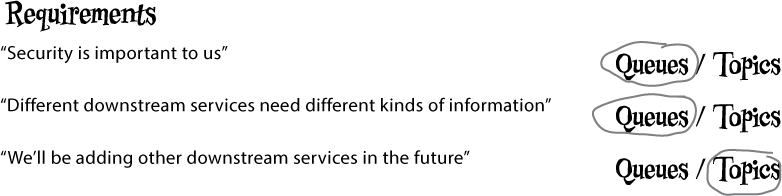 Requirements
“Security is important to us” Queues / Topics
“Different downstream services need different kinds of information” Queues / Topics
“We’ll be adding other downstream services in the future” Queues / Topics